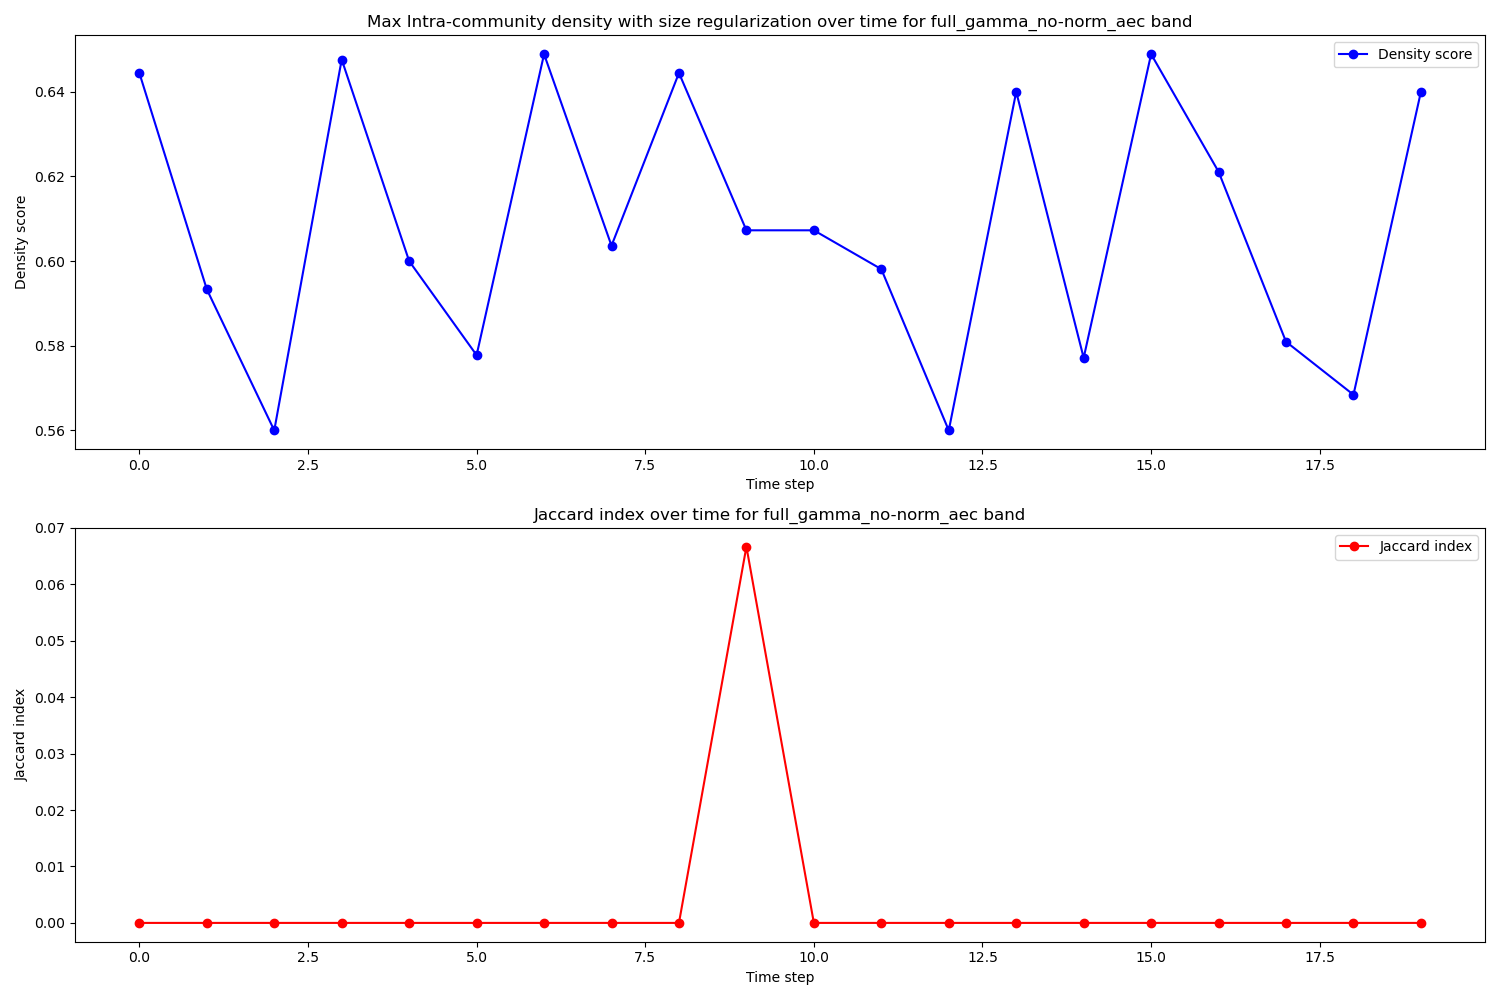 Max Intra-community density with size regularization over time for full_gamma_no-norm_aec band
Density score
0.64
0.62
0.60
0.58
0.56
Density score
0.0 2.5 5.0 7.5 10.0 12.5 15.0 17.5
Time step
Jaccard index over time for full_gamma_no-norm_aec band
Jaccard index
0.07
0.06
0.05
0.04
0.03
0.02
0.01
0.00
Jaccard index
0.0 2.5 5.0 7.5 10.0 12.5 15.0 17.5
Time step